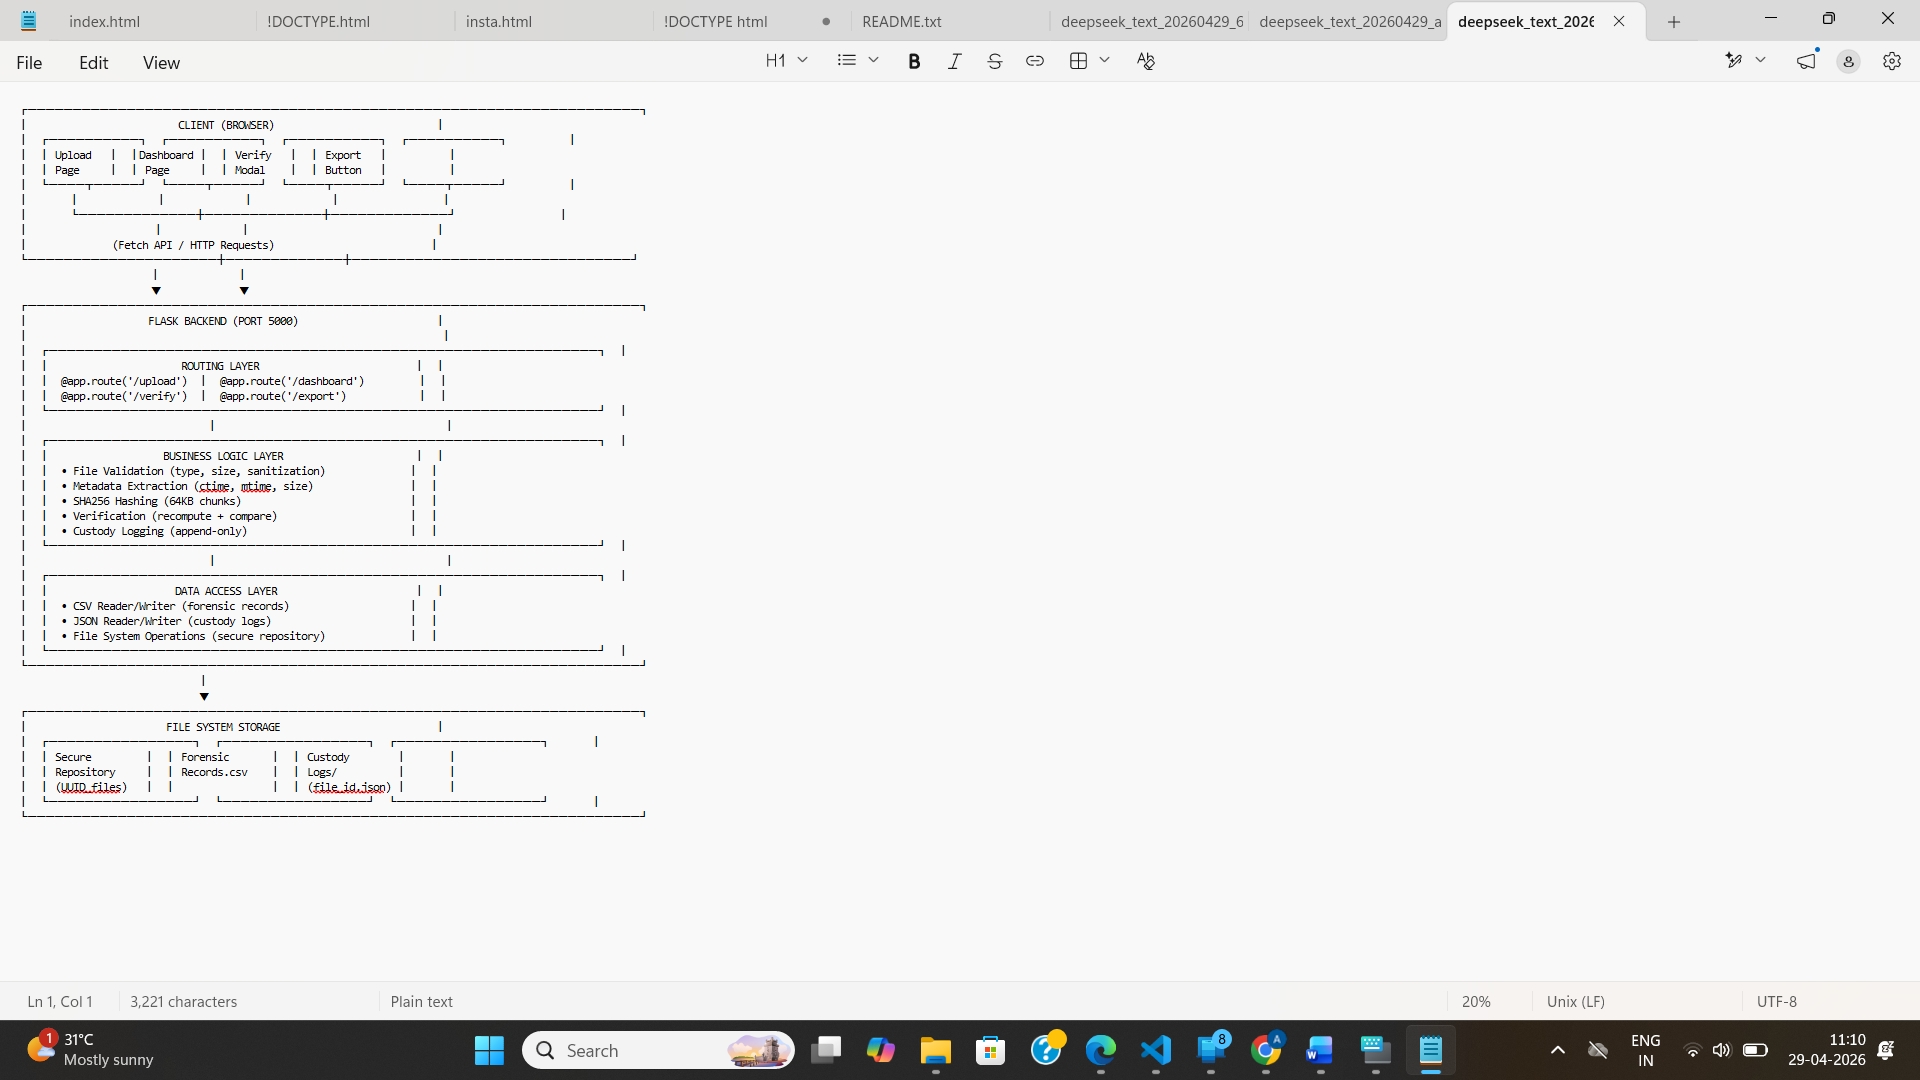 index.html
!DOCTYPE.html
insta.html
!DOCTYPE html
README.txt
deepseek_text_20260429_6
deepseek_text_20260429_a
deepseek_text_2026
File
Edit
View
H1
CLIENT (BROWSER)
Upload Dashboard Verify Export
Page Page Modal Button
(Fetch API / HTTP Requests)
FLASK BACKEND (PORT 5000)
ROUTING LAYER
@app.route('/upload') | @app.route('/dashboard')
@app.route('/verify') | @app.route('/export')
BUSINESS LOGIC LAYER
• File Validation (type, size, sanitization)
• Metadata Extraction (ctime, mtime, size)
• SHA256 Hashing (64KB chunks)
• Verification (recompute + compare)
• Custody Logging (append-only)
DATA ACCESS LAYER
• CSV Reader/Writer (forensic records)
• JSON Reader/Writer (custody logs)
• File System Operations (secure repository)
FILE SYSTEM STORAGE
Secure Forensic Custody
Repository Records.csv Logs/
(UUID_files) (file_id.json)
Ln 1, Col 1
3,221 characters
Plain text
20%
Unix (LF)
UTF-8
1
31°C
Mostly sunny
Search
8
A
ENG
IN
11:10
29-04-2026